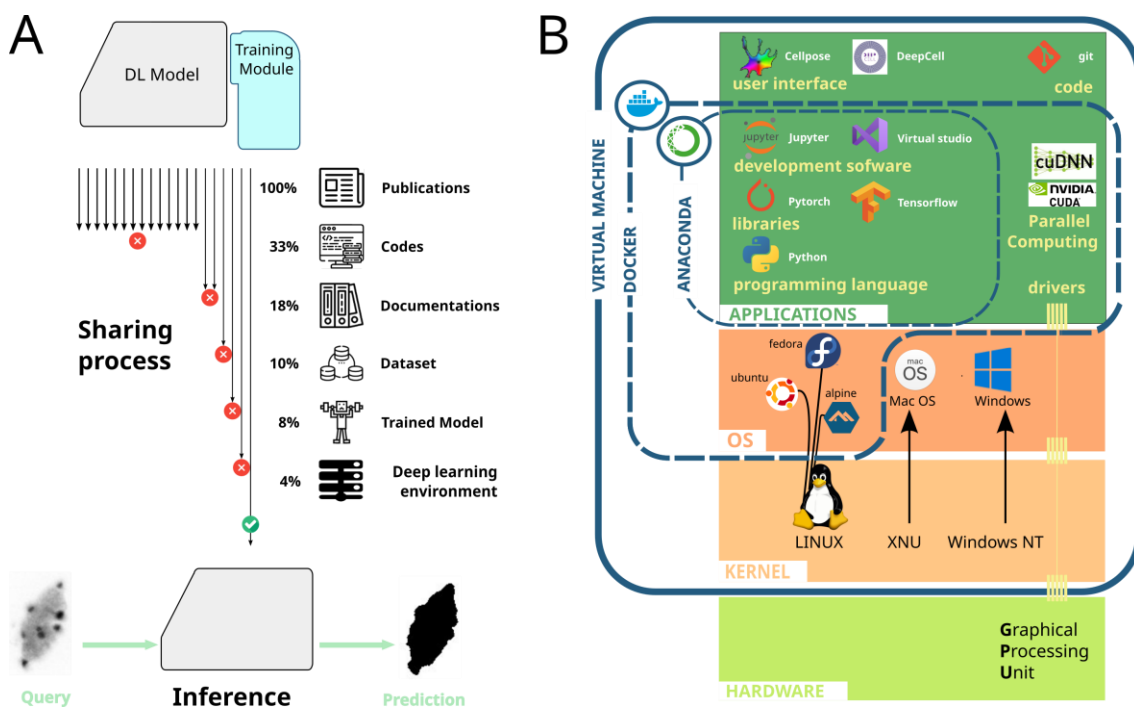 A
DL Model
Training
Module
100%
Publications
33%
Codes
18%
Documentations
10%
Dataset
8%
Trained Model
4%
Deep learning
environment
Sharing
process
Query
Inference
Prediction
B
VIRTUAL MACHINE
DOCKER
ANACONDA
Cellpose
DeepCell
git
user interface
code
jupyter
Jupyter
Virtual studio
development sofware
cuDNN
NVIDIA
CUDA
Pytorch
Tensorflow
libraries
Parallel
Computing
Python
programming language
drivers
APPLICATIONS
fedora
ubuntu
alpine
mac
OS
Mac OS
Windows
OS
LINUX
XNU
Windows NT
KERNEL
Graphical
Processing
Unit
HARDWARE